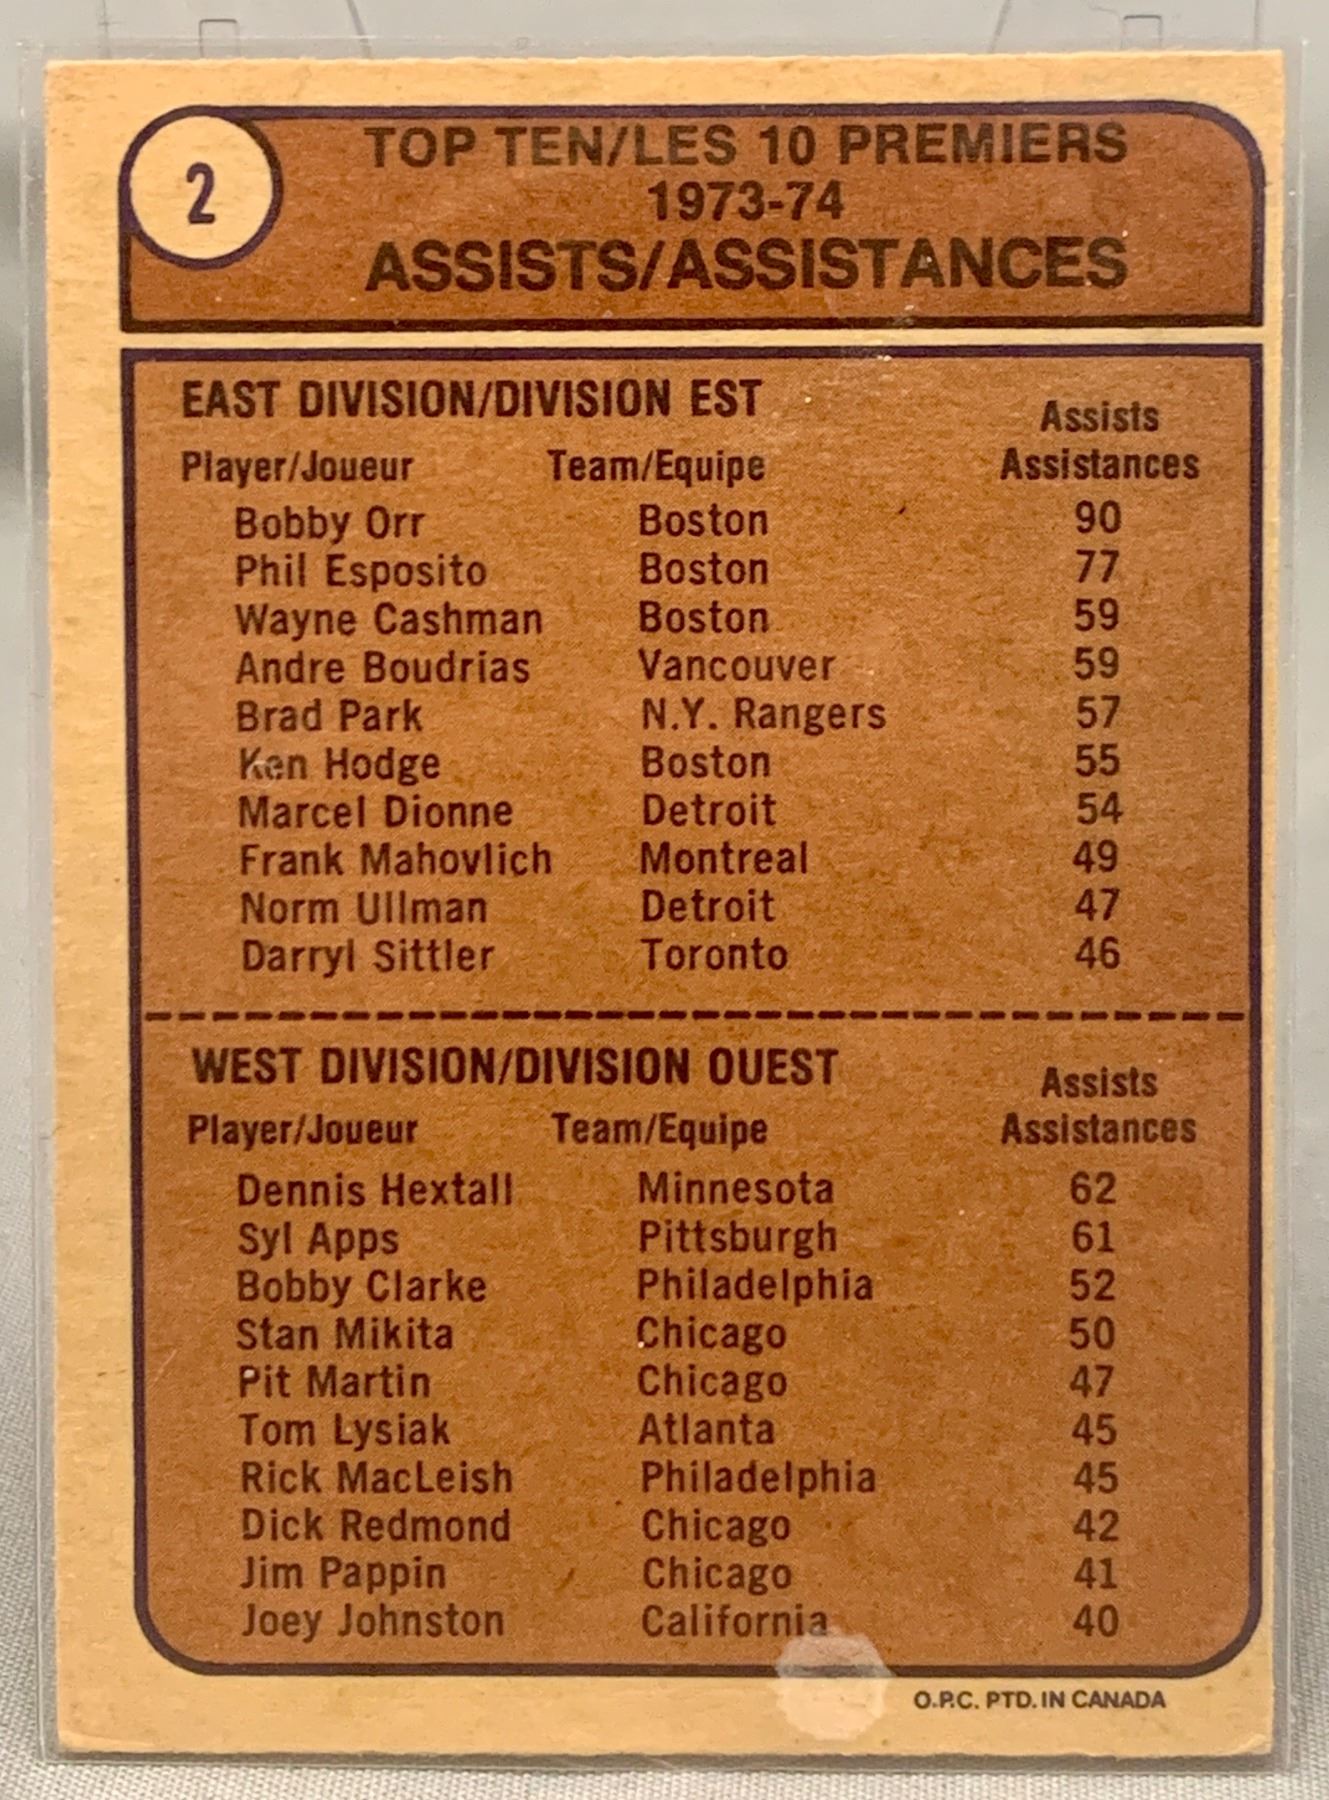 2
TOP TEN/LES 10 PREMIERS
1973-74
ASSISTS/ASSISTANCES
EAST DIVISION/DIVISION EST
Assists
Player/Joueur Team/Equipe Assistances
Bobby Orr Boston 90
Phil Esposito Boston 77
Wayne Cashman Boston 59
Andre Boudrias Vancouver 59
Brad Park N.Y. Rangers 57
Ken Hodge Boston 55
Marcel Dionne Detroit 54
Frank Mahovlich Montreal 49
Norm Ullman Detroit 47
Darryl Sittler Toronto 46
WEST DIVISION/DIVISION OUEST
Assists
Player/Joueur Team/Equipe Assistances
Dennis Hextall Minnesota 62
Syl Apps Pittsburgh 61
Bobby Clarke Philadelphia 52
Stan Mikita Chicago 50
Pit Martin Chicago 47
Tom Lysiak Atlanta 45
Rick MacLeish Philadelphia 45
Dick Redmond Chicago 42
Jim Pappin Chicago 41
Joey Johnston California 40
O.P.C. PTD. IN CANADA